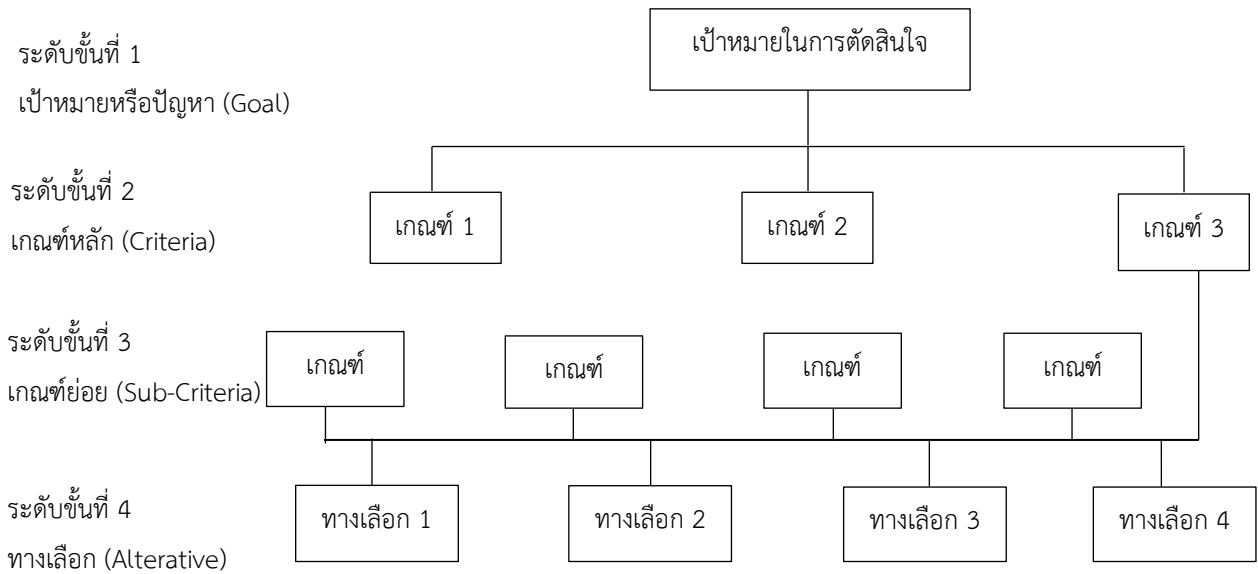 เป้าหมายในการตัดสินใจ
ระดับขั้นที่ 1
เป้าหมายหรือปัญหา (Goal)
ระดับขั้นที่ 2
เกณฑ์หลัก (Criteria)
เกณฑ์ 1
เกณฑ์ 2
เกณฑ์ 3
ระดับขั้นที่ 3
เกณฑ์ย่อย (Sub-Criteria)
เกณฑ์
เกณฑ์
เกณฑ์
เกณฑ์
ระดับขั้นที่ 4
ทางเลือก (Alterative)
ทางเลือก 1
ทางเลือก 2
ทางเลือก 3
ทางเลือก 4